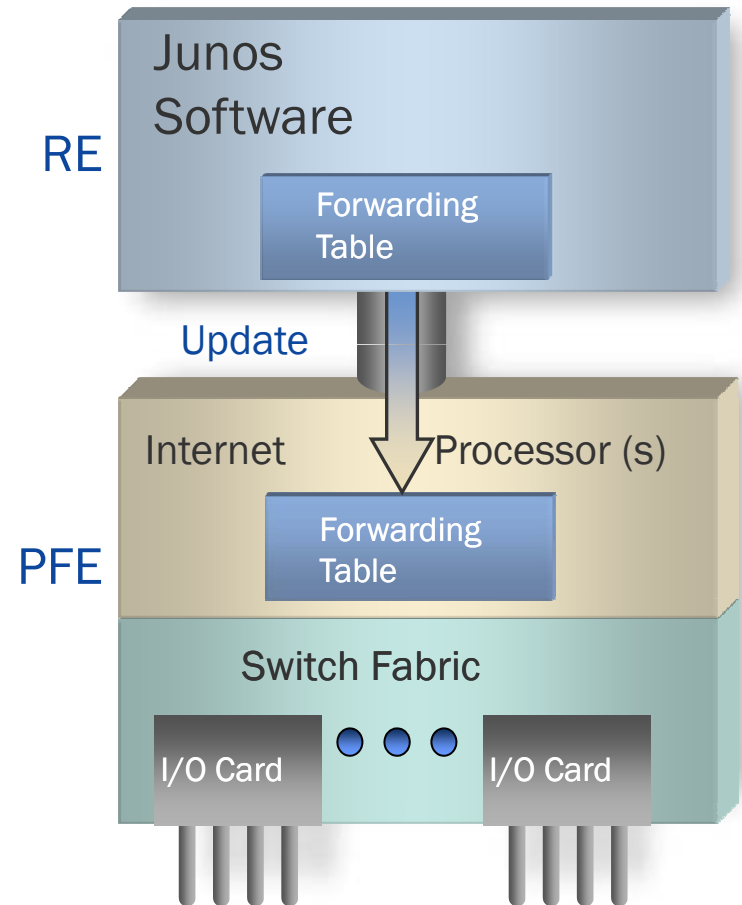 Junos
Software
RE
Forwarding
Table
Update
Internet Processor (s)
Forwarding
Table
PFE
Switch Fabric
I/O Card
I/O Card